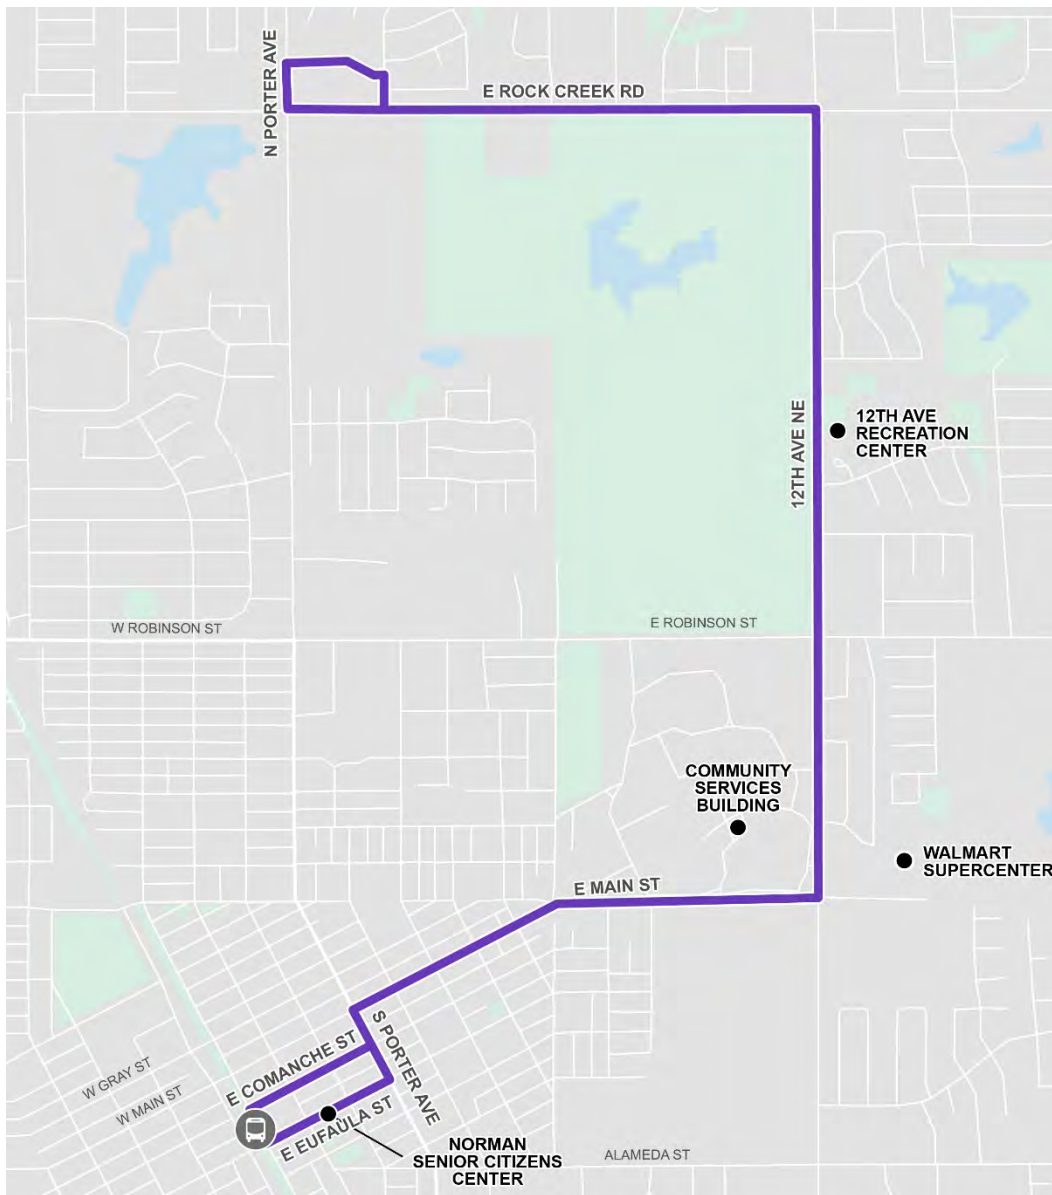 N PORTER AVE
E ROCK CREEK RD
12TH AVE NE
12TH AVE
RECREATION
CENTER
W ROBINSON ST
E ROBINSON ST
COMMUNITY
SERVICES
BUILDING
WALMART
SUPERCENTER
E MAIN ST
S PORTER AVE
E COMANCHE ST
W GRAY ST
W MAIN ST
E EUFAULA ST
NORMAN
SENIOR CITIZENS
CENTER
ALAMEDA ST